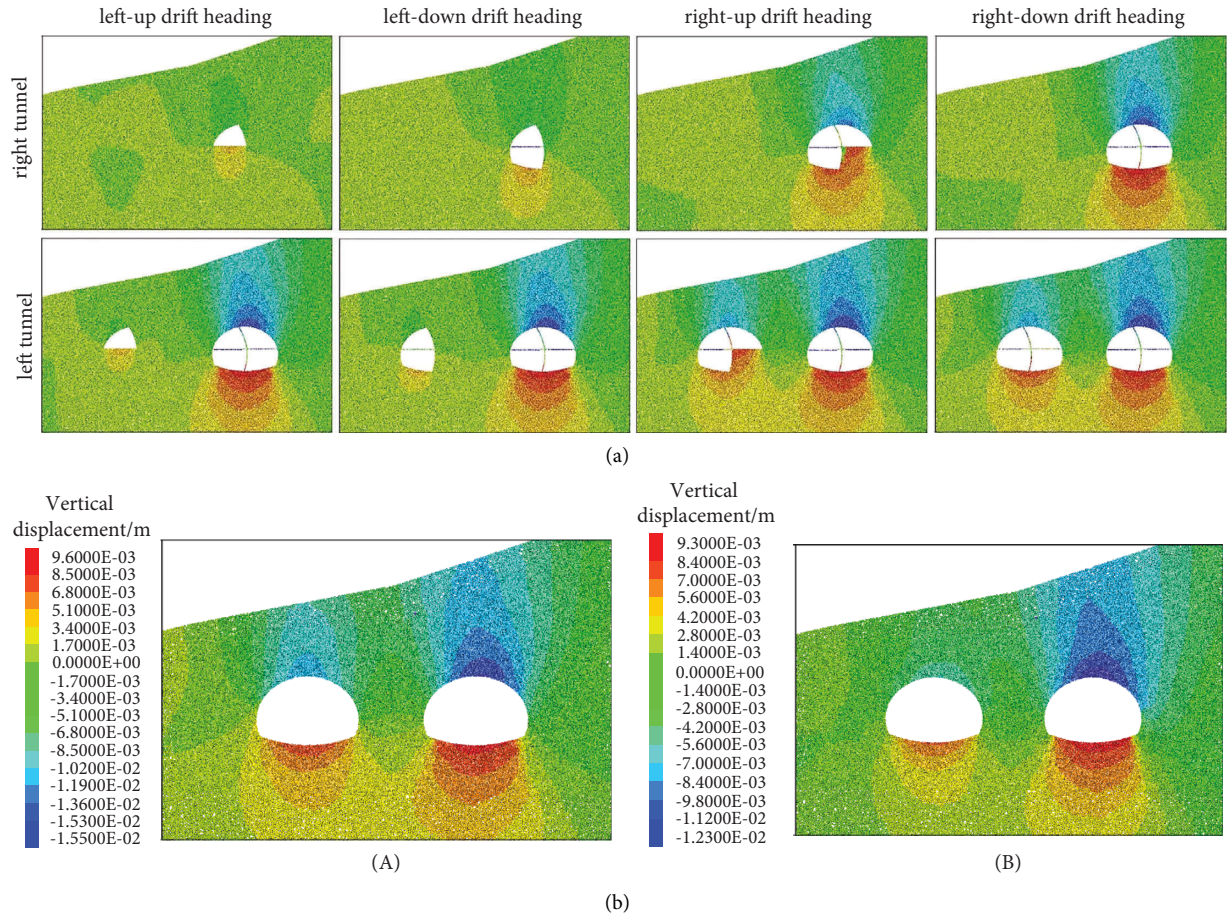 left-up drift heading
left-down drift heading
right-up drift heading
right-down drift heading
right tunnel
left tunnel
(a)
Vertical
displacement/m
9.6000E-03
8.5000E-03
6.8000E-03
5.1000E-03
3.4000E-03
1.7000E-03
0.0000E+00
-1.7000E-03
-3.4000E-03
-5.1000E-03
-6.8000E-03
-8.5000E-03
-1.0200E-02
-1.1900E-02
-1.3600E-02
-1.5300E-02
-1.5500E-02
(A)
Vertical
displacement/m
9.3000E-03
8.4000E-03
7.0000E-03
5.6000E-03
4.2000E-03
2.8000E-03
1.4000E-03
0.0000E+00
-1.4000E-03
-2.8000E-03
-4.2000E-03
-5.6000E-03
-7.0000E-03
-8.4000E-03
-9.8000E-03
-1.1200E-02
-1.2300E-02
(B)
(b)